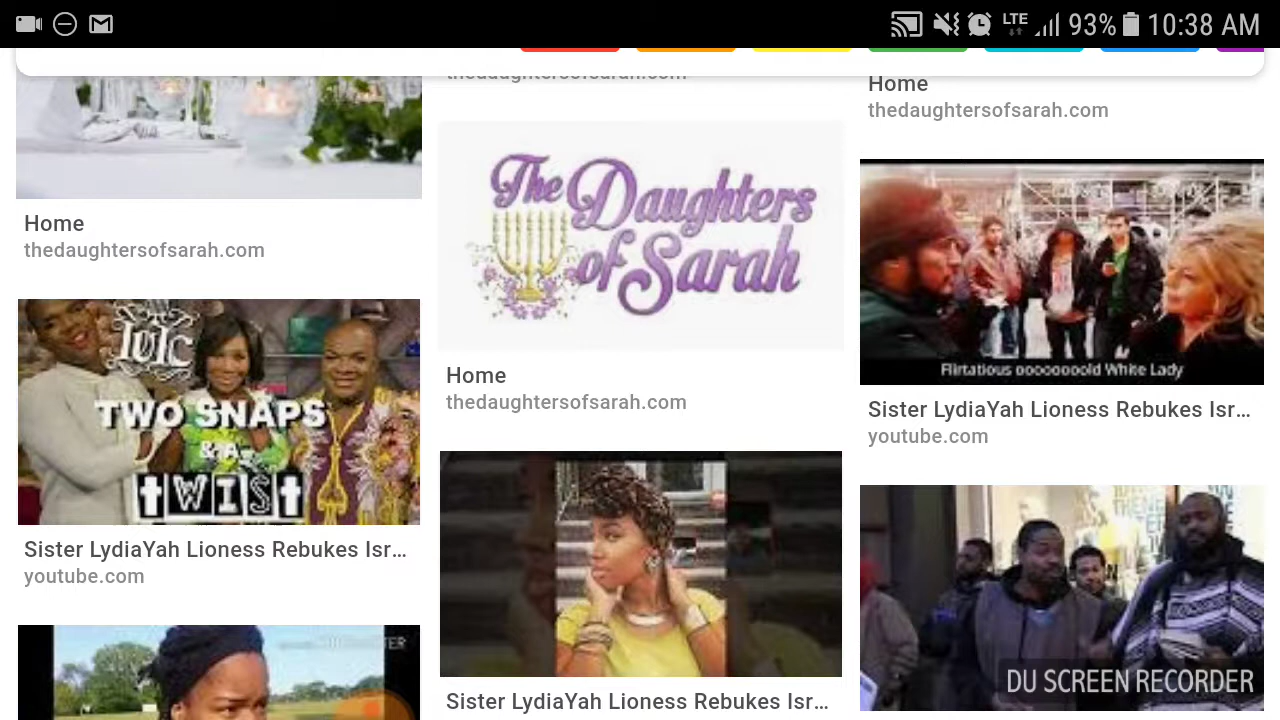 LTE 93% 10:38 AM
Home
thedaughtersofsarah.com
IUIC
TWO SNAPS
& A
TWIST
Sister LydiaYah Lioness Rebukes Isr...
youtube.com
thedaughtersofsarah.com
The Daughters
of Sarah
Home
thedaughtersofsarah.com
Sister LydiaYah Lioness Rebukes Isr...
Home
thedaughtersofsarah.com
Flirtatious oooooooold White Lady
Sister LydiaYah Lioness Rebukes Isr...
youtube.com
DU SCREEN RECORDER